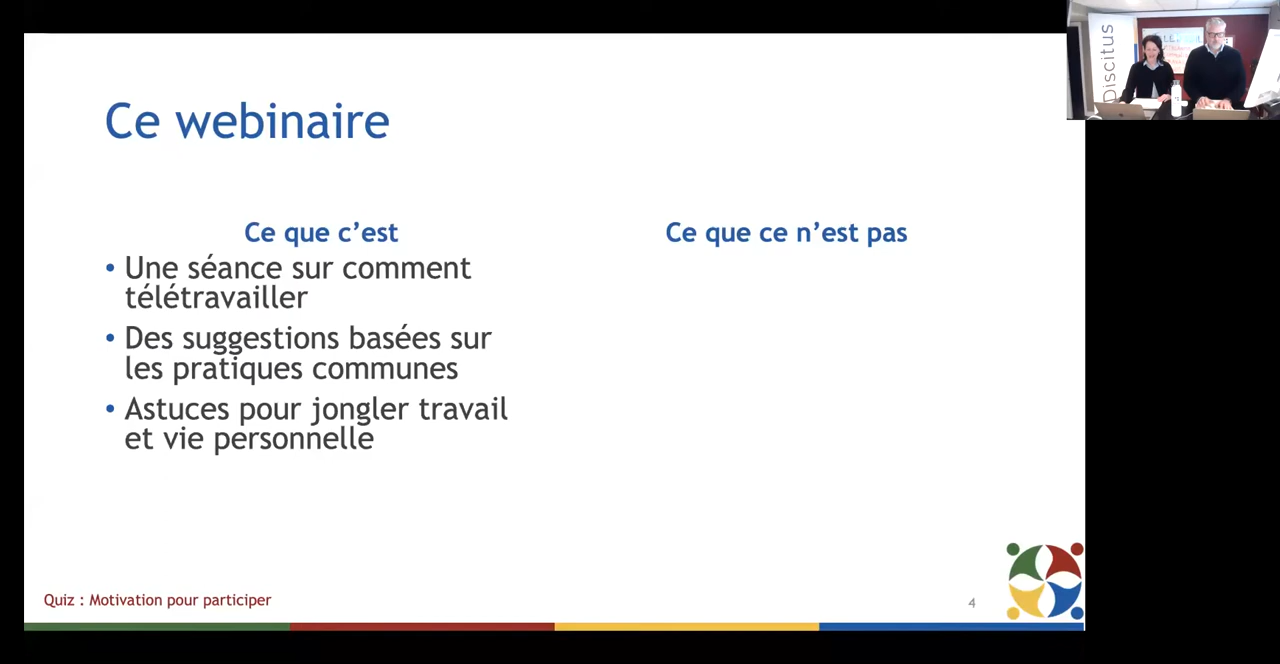 Discitus
Ce webinaire
Ce que c’est
• Une séance sur comment
télétravailler
• Des suggestions basées sur
les pratiques communes
• Astuces pour jongler travail
et vie personnelle
Ce que ce n’est pas
Quiz : Motivation pour participer
4